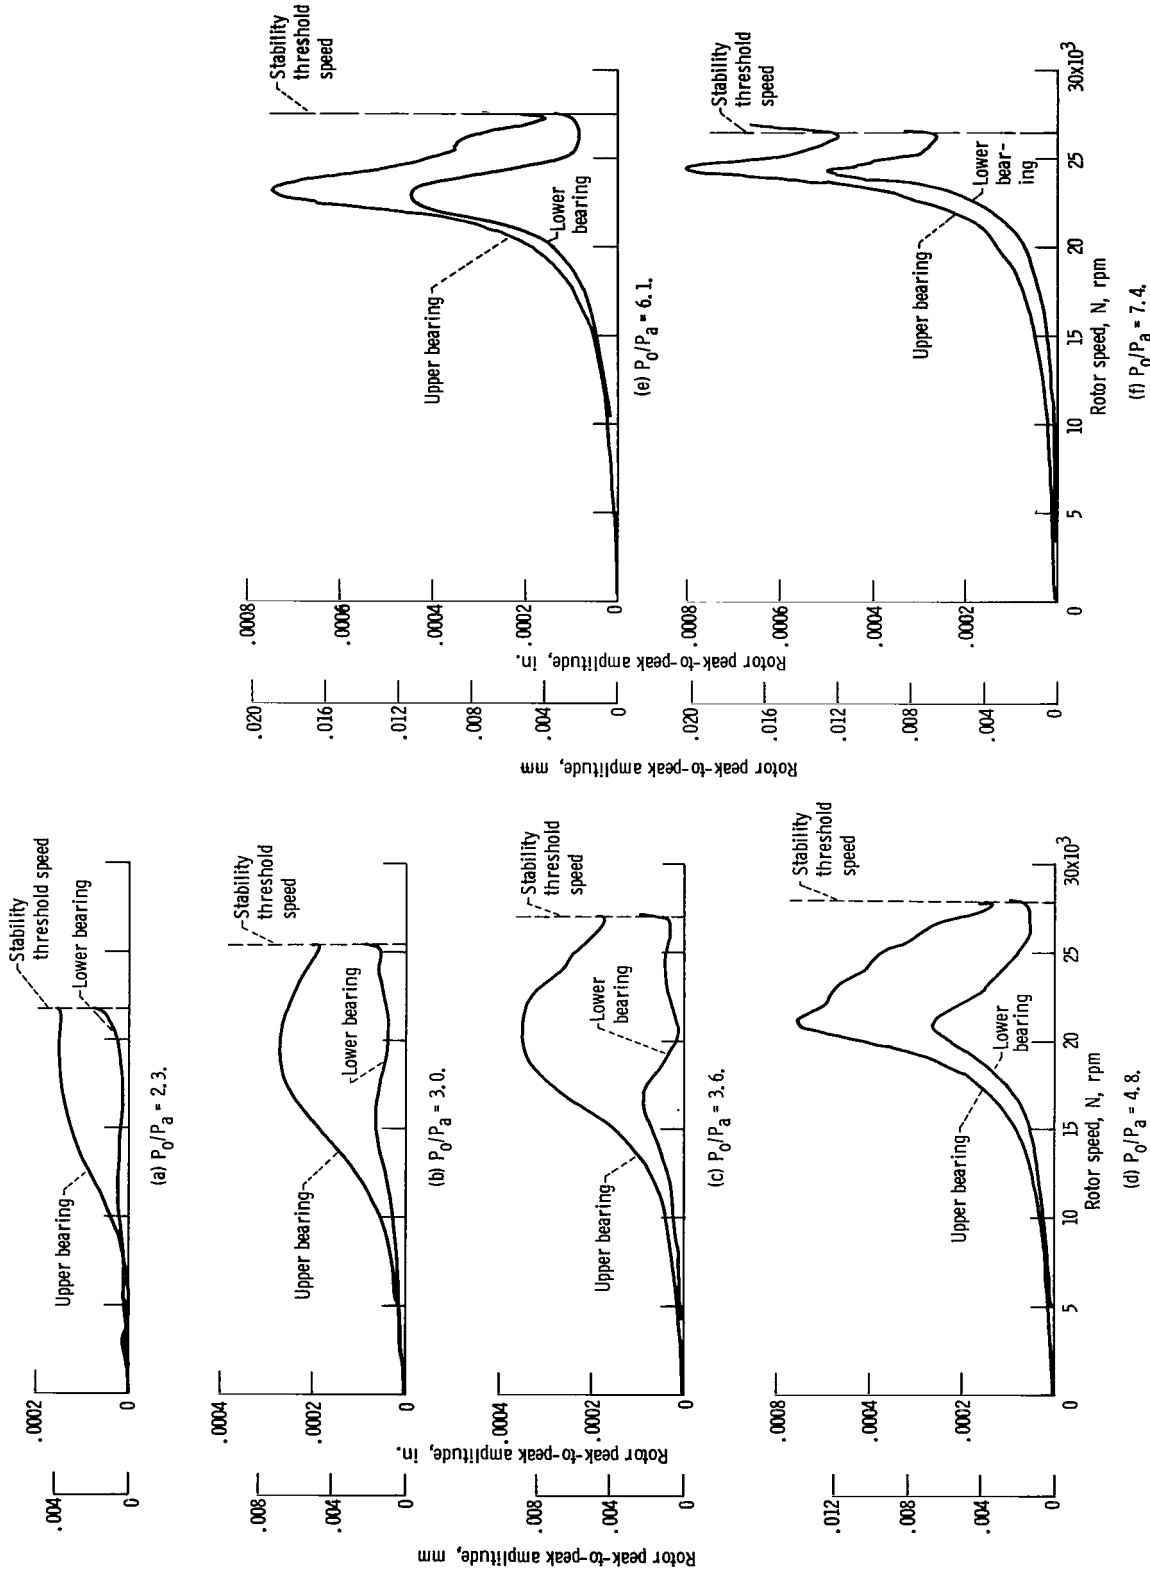 .004
0
.0002
0
Upper bearing
Stability
threshold speed
Lower bearing
(a) P0/Pa = 2.3.
Rotor peak-to-peak amplitude, mm
Rotor peak-to-peak amplitude, in.
.008
.004
0
.0004
.0002
0
Upper bearing
Lower bearing
Stability
threshold
speed
(b) P0/Pa = 3.0.
.008
.004
0
.0004
.0002
0
Upper bearing
Lower
bearing
Stability
threshold
speed
(c) P0/Pa = 3.6.
.012
.008
.004
0
.0008
.0004
.0002
0
Upper bearing
Lower
bearing
Stability
threshold
speed
0 5 10 15 20 25 30x10³
Rotor speed, N, rpm
(d) P0/Pa = 4.8.
Rotor peak-to-peak amplitude, mm
Rotor peak-to-peak amplitude, in.
.020
.016
.012
.008
.004
0
.0008
.0006
.0004
.0002
0
Upper bearing
Lower
bearing
Stability
threshold
speed
(e) P0/Pa = 6.1.
.020
.016
.012
.008
.004
0
.0008
.0006
.0004
.0002
0
Upper bearing
Lower
bear-
ing
Stability
threshold
speed
0 5 10 15 20 25 30x10³
Rotor speed, N, rpm
(f) P0/Pa = 7.4.